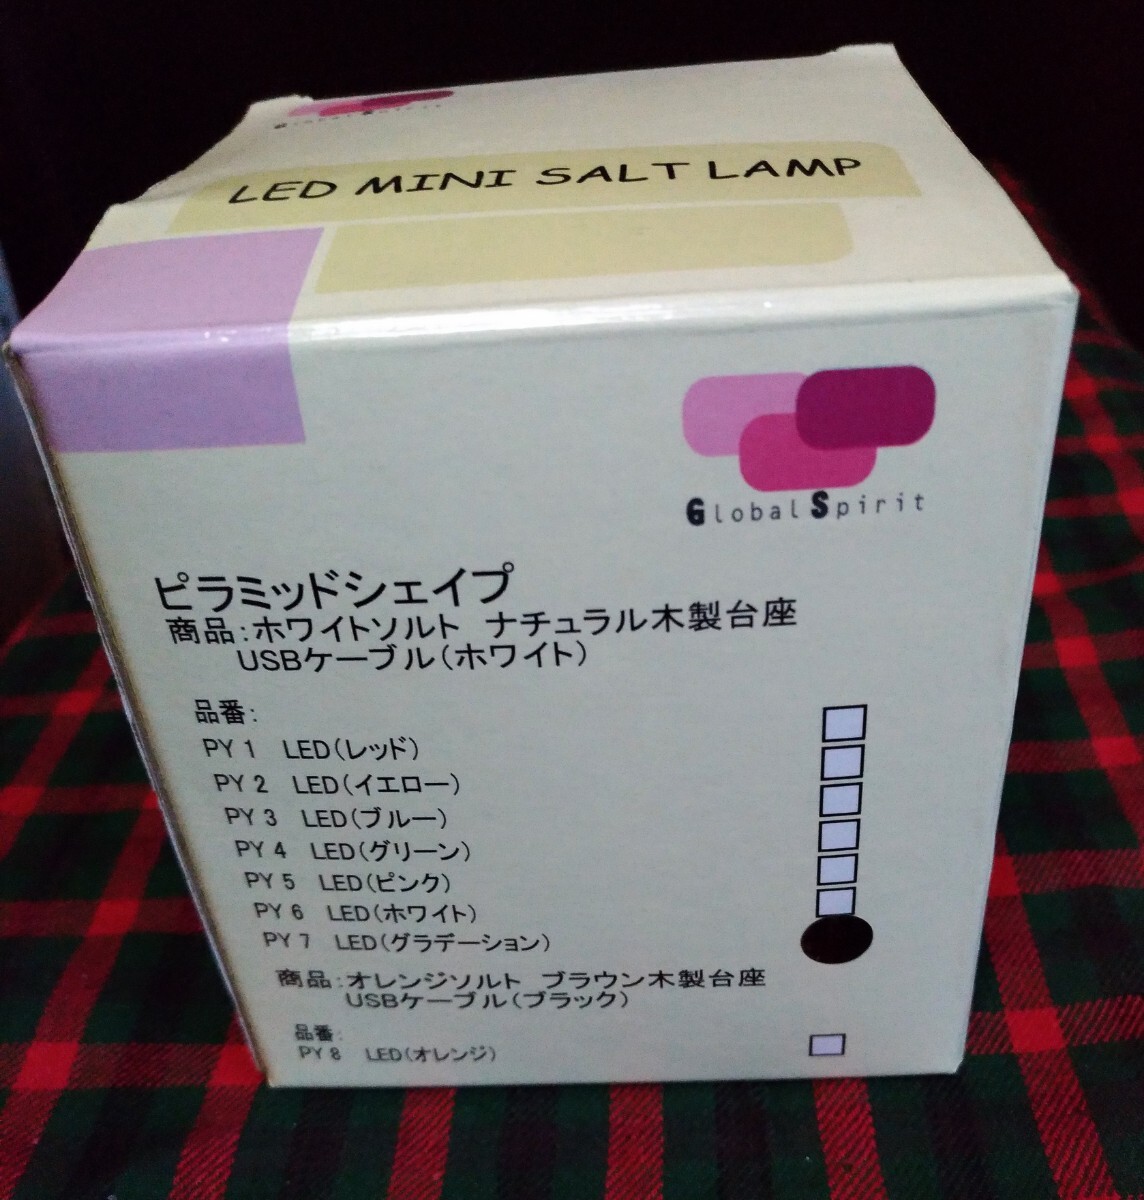 Global Spirit
LED MINI SALT LAMP
Global Spirit
ピラミッドシェイプ
商品：ホワイトソルト　ナチュラル木製台座
USBケーブル（ホワイト）
品番：
PY 1　LED（レッド）
PY 2　LED（イエロー）
PY 3　LED（ブルー）
PY 4　LED（グリーン）
PY 5　LED（ピンク）
PY 6　LED（ホワイト）
PY 7　LED（グラデーション）
商品：オレンジソルト　ブラウン木製台座
USBケーブル（ブラック）
品番：
PY 8　LED（オレンジ）